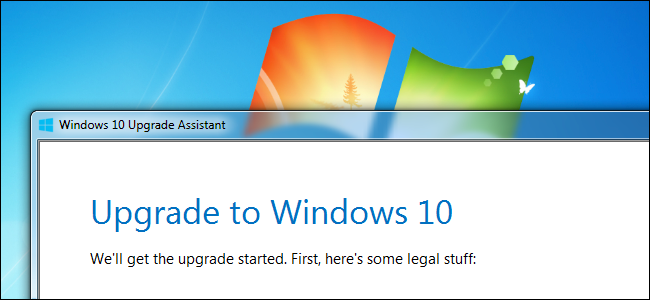 Windows 10 Upgrade Assistant
Upgrade to Windows 10
We'll get the upgrade started. First, here's some legal stuff: